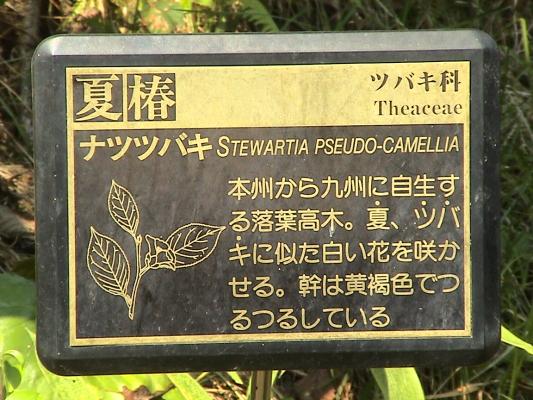 夏椿
ツバキ科
Theaceae
ナツツバキ STEWARTIA PSEUDO-CAMELLIA
本州から九州に自生す
る落葉高木。夏、ツバ
キに似た白い花を咲か
せる。幹は黄褐色でつ
るつるしている